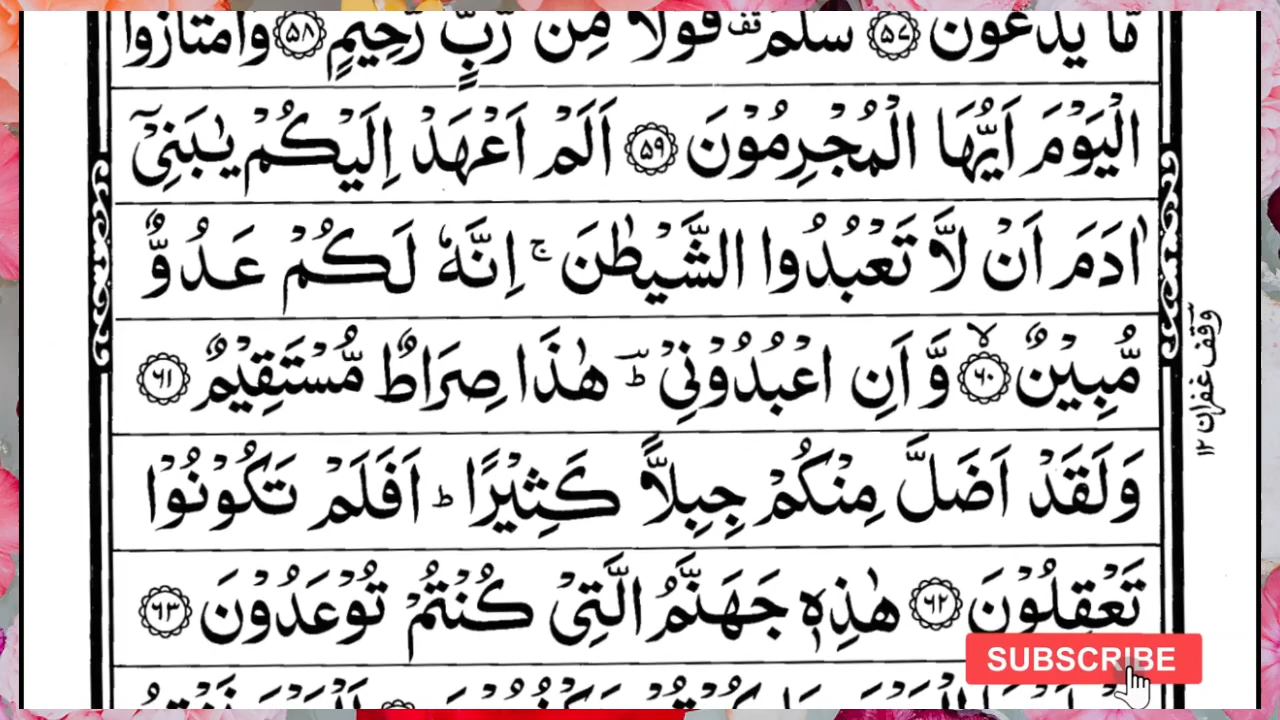 مَّا يَدَّعُوْنَ ۝٥٧ سَلٰمٌ قف قَوْلًا مِّنْ رَّبٍّ رَّحِيْمٍ ۝٥٨ وَامْتَازُوا
الْيَوْمَ اَيُّهَا الْمُجْرِمُوْنَ ۝٥٩ اَلَمْ اَعْهَدْ اِلَيْكُمْ يٰبَنِيْٓ
اٰدَمَ اَنْ لَّا تَعْبُدُوا الشَّيْطٰنَ ۚ اِنَّهٗ لَكُمْ عَدُوٌّ
مُّبِيْنٌ ۝٦٠ۙ وَّ اَنِ اعْبُدُوْنِيْ ؕ هٰذَا صِرَاطٌ مُّسْتَقِيْمٌ ۝٦١
وقف غفران ١٢
وَلَقَدْ اَضَلَّ مِنْكُمْ جِبِلًّا كَثِيْرًا ؕ اَفَلَمْ تَكُوْنُوْا
تَعْقِلُوْنَ ۝٦٢ هٰذِهٖ جَهَنَّمُ الَّتِيْ كُنْتُمْ تُوْعَدُوْنَ ۝٦٣
SUBSCRIBE